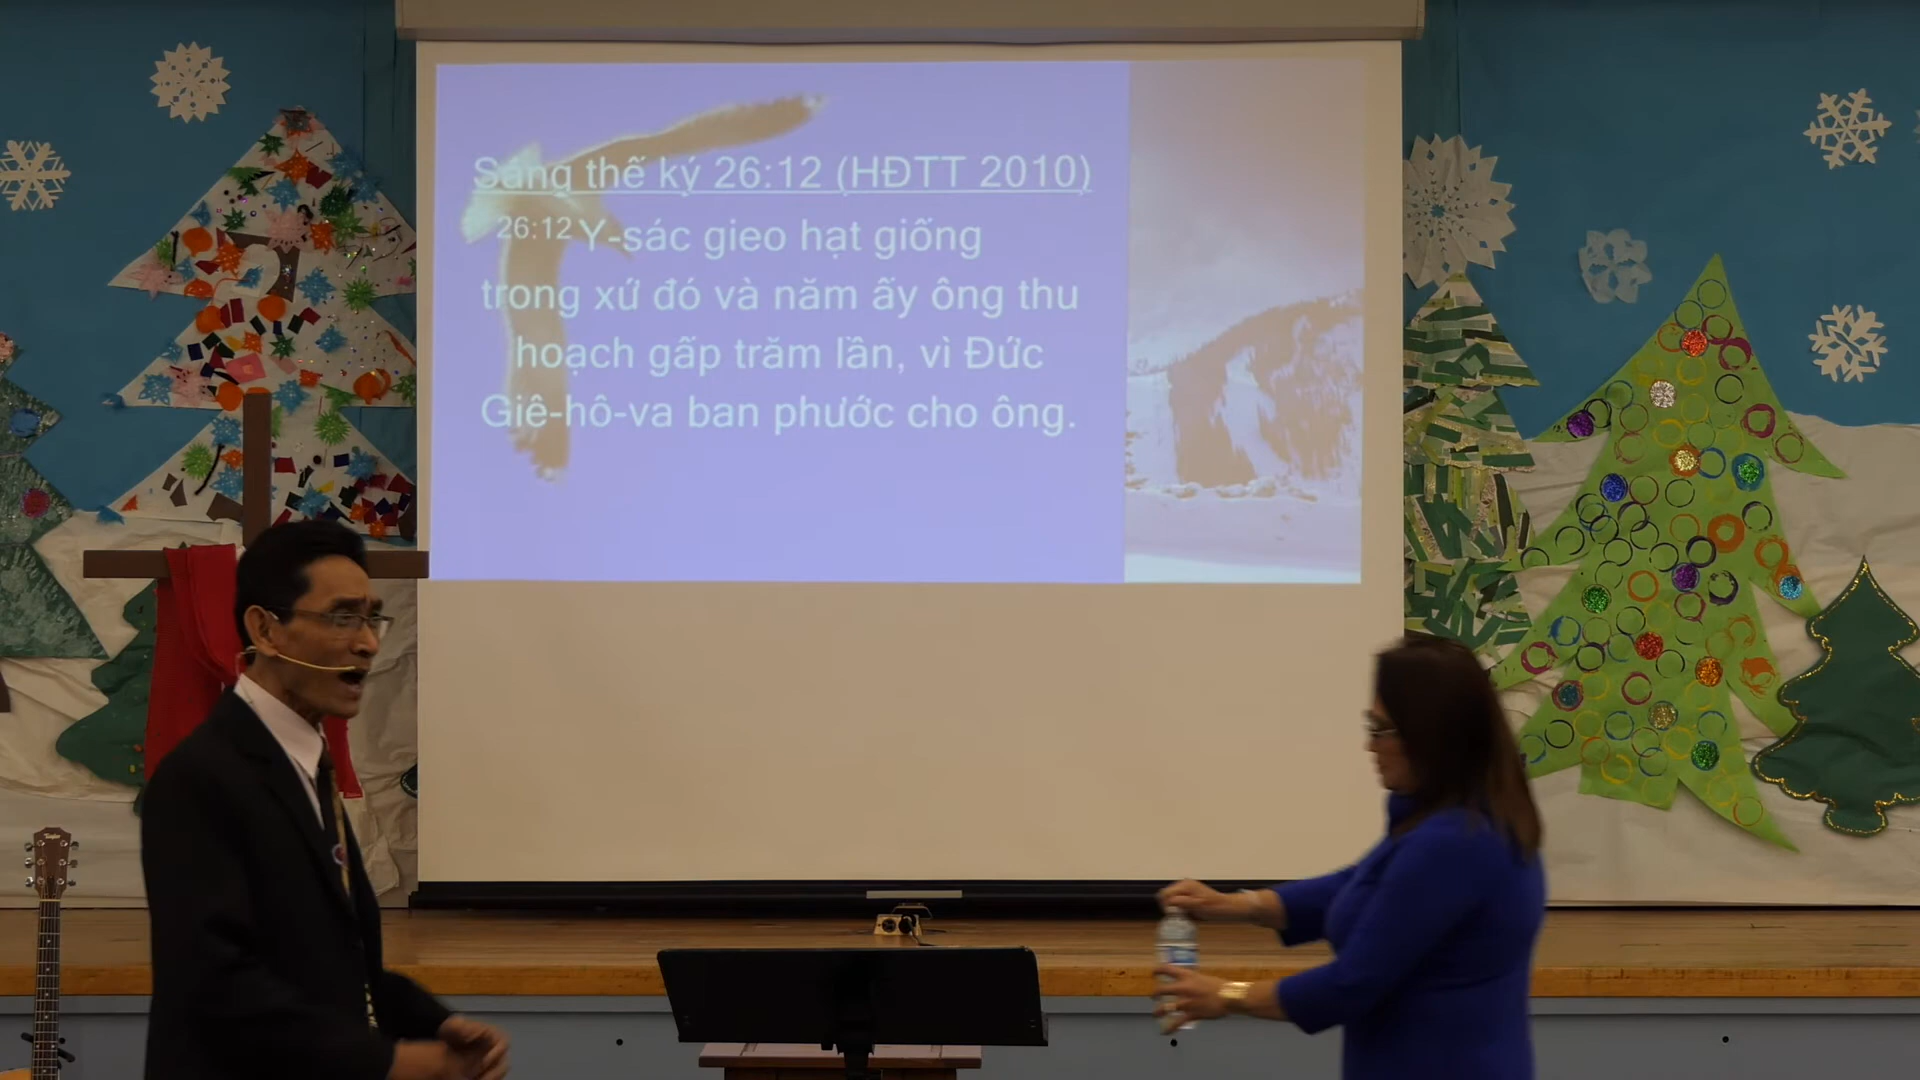 Sáng thế ký 26:12 (HĐTT 2010)
26:12 Y-sác gieo hạt giống
trong xứ đó và năm ấy ông thu
hoạch gấp trăm lần, vì Đức
Giê-hô-va ban phước cho ông.
Taylor